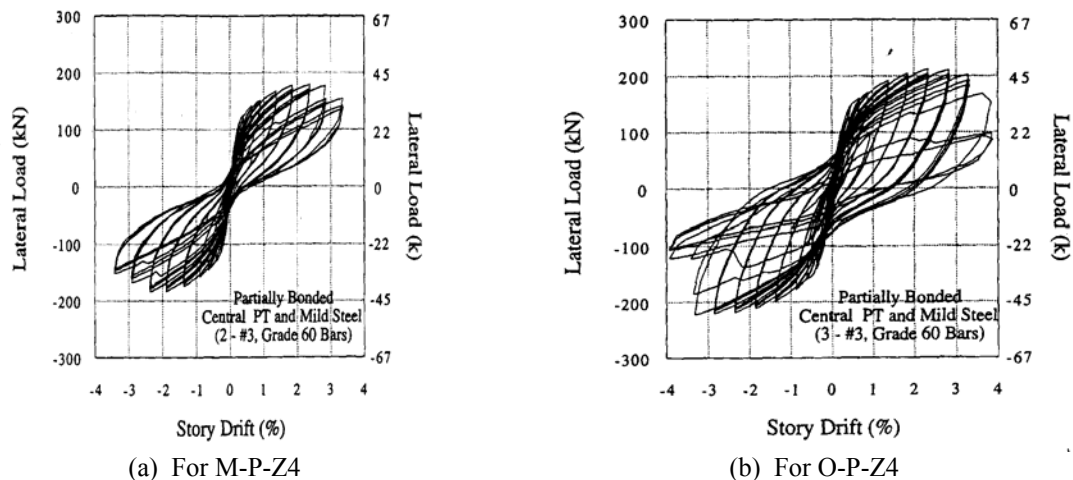 300
200
100
0
-100
-200
-300
67
45
22
0
-22
-45
-67
Lateral Load (kN)
Lateral Load (k)
Partially Bonded
Central PT and Mild Steel
(2 - #3, Grade 60 Bars)
-4 -3 -2 -1 0 1 2 3 4
Story Drift (%)
(a) For M-P-Z4
300
200
100
0
-100
-200
-300
67
45
22
0
-22
-45
-67
Lateral Load (kN)
Lateral Load (k)
Partially Bonded
Central PT and Mild Steel
(3 - #3, Grade 60 Bars)
-4 -3 -2 -1 0 1 2 3 4
Story Drift (%)
(b) For O-P-Z4